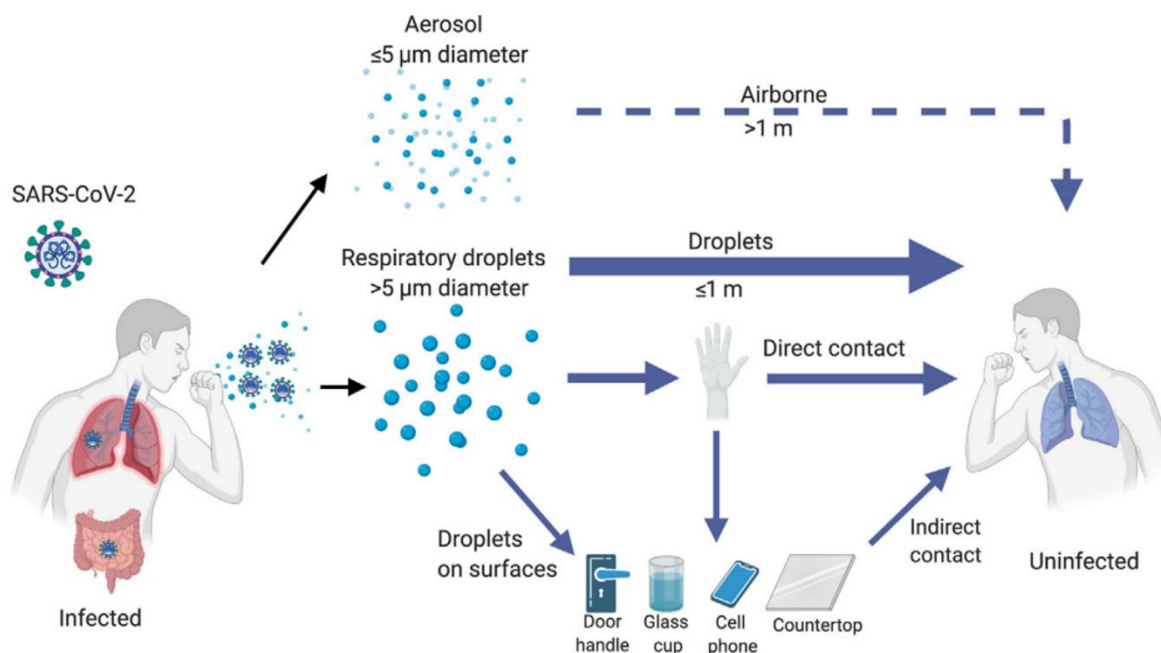 Aerosol
≤5 µm diameter
Airborne
>1 m
SARS-CoV-2
Respiratory droplets
>5 µm diameter
Droplets
≤1 m
Direct contact
Droplets
on surfaces
Indirect
contact
Infected
Uninfected
Door
handle
Glass
cup
Cell
phone
Countertop